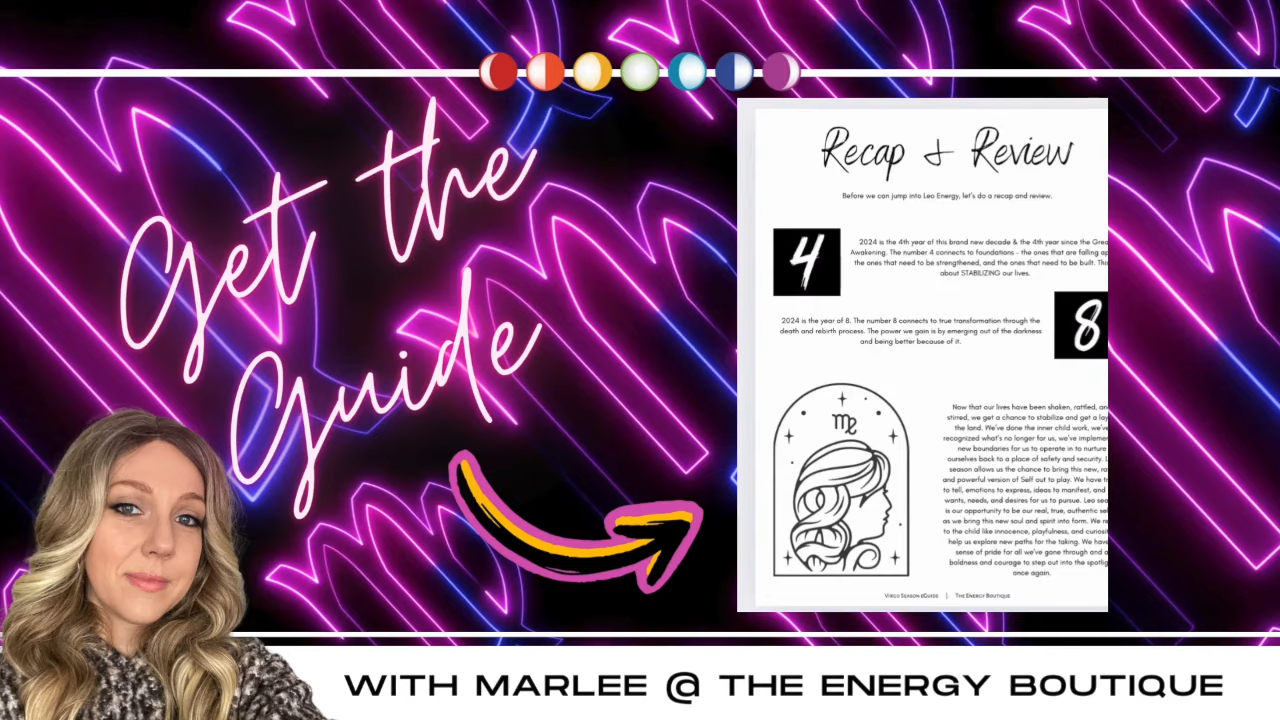 Get the
Guide
Recap & Review
Before we can jump into Leo Energy, let's do a recap and review.
4
2024 is the 4th year of this brand new decade & the 4th year since the
Awakening. The number 4 connects to foundations - the ones that are falling
the ones that need to be strengthened, and the ones that need to be built.
about STABILIZING our lives.
2024 is the year of 8. The number 8 connects to true transformation through the
death and rebirth process. The power we gain is by emerging out of the darkness
and being better because of it.
8
♍
Now that our lives have been shaken, rattled,
stirred, we get a chance to stabilize and get a
the land. We've done the inner child work, we've
recognized what's no longer for us, we've
new boundaries for us to operate in to nurture
ourselves back to a place of safety and security.
season allows us the chance to bring this new,
and powerful version of Self out to play. We have
to tell, emotions to express, ideas to manifest, and
wants, needs, and desires for us to pursue. Leo
is our opportunity to be our real, true, authentic
as we bring this new soul and spirit into form. We
to the child like innocence, playfulness, and
help us explore new paths for the taking. We have
sense of pride for all we've gone through and a
boldness and courage to step out into the
once again.
Virgo Season eGuide | The Energy Boutique
WITH MARLEE @ THE ENERGY BOUTIQUE